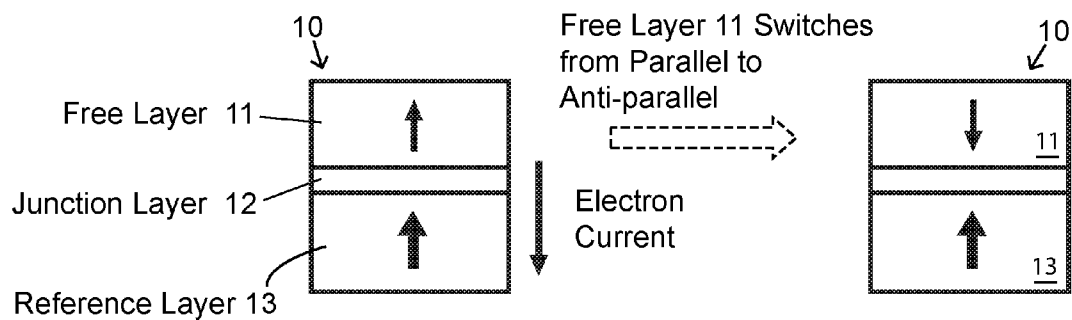 10
Free Layer 11 Switches
from Parallel to
Anti-parallel
10
Free Layer 11
11
Junction Layer 12
Electron
Current
Reference Layer 13
13